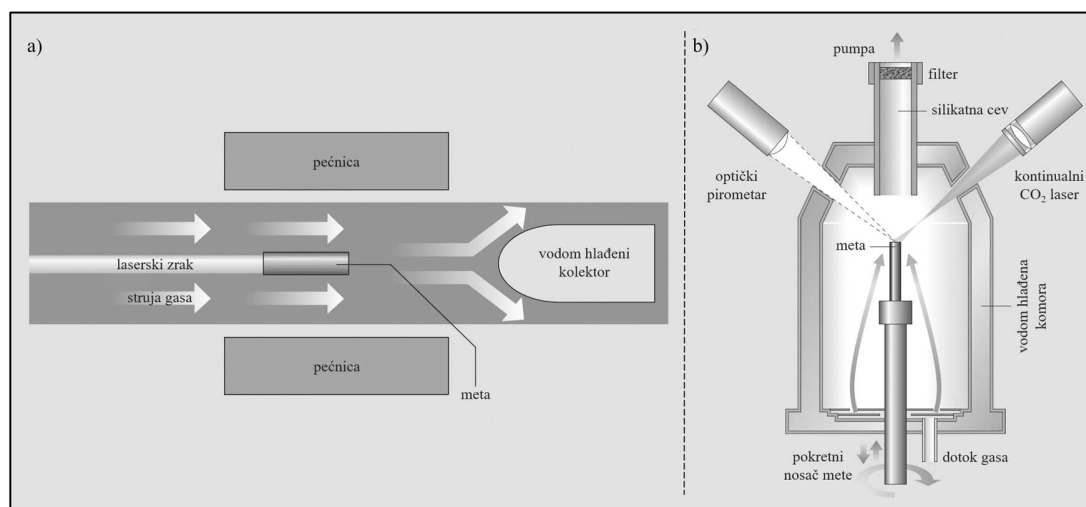 a)
pećnica
laserski zrak
struja gasa
vodom hlađeni
kolektor
pećnica
meta
b)
pumpa
filter
silikatna cev
optički
pirometar
kontinualni
CO₂ laser
meta
vodom hlađena
komora
pokretni
nosač mete
dotok gasa